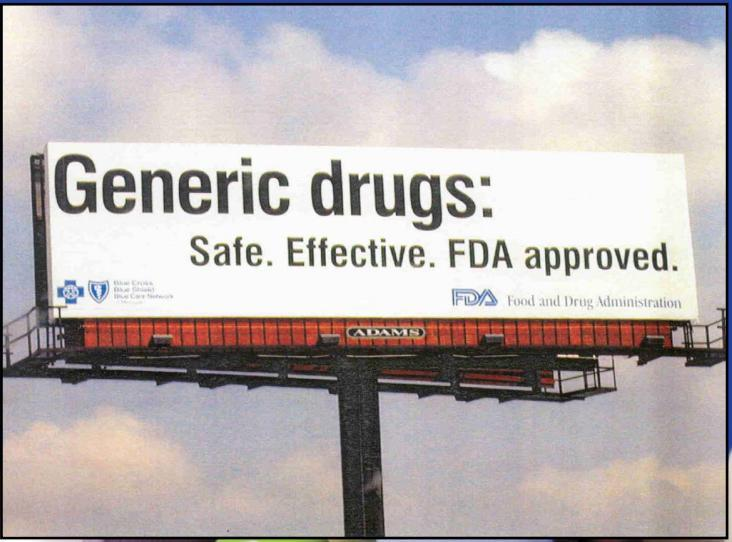 Generic drugs:
Safe. Effective. FDA approved.
Blue Cross
Blue Shield
Blue Care Network
FDA Food and Drug Administration
ADAMS